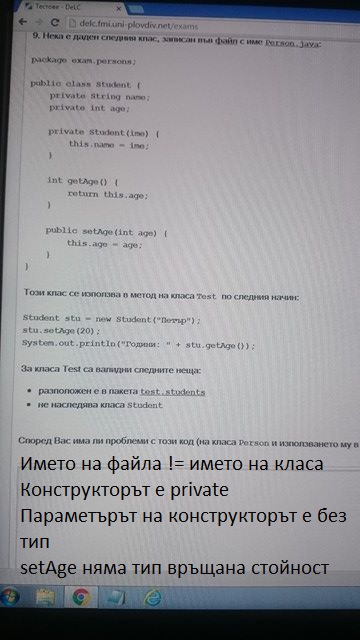 Тестове - DeLC
delc.fmi.uni-plovdiv.net/exams
9. Нека е даден следния клас, записан във файл с име Person.java:
package exam.persons;
public class Student {
private String name;
private int age;
private Student(ime) {
this.name = ime;
}
int getAge() {
return this.age;
}
public setAge(int age) {
this.age = age;
}
}
Този клас се използва в метод на класа Test по следния начин:
Student stu = new Student("Петър");
stu.setAge(20);
System.out.println("Години: " + stu.getAge());
За класа Test са валидни следните неща:
• разположен е в пакета test.students
• не наследява класа Student
Според Вас има ли проблеми с този код (на класа Person и използването му в
Името на файла != името на класа
Конструкторът е private
Параметърът на конструкторът е без
тип
setAge няма тип връщана стойност